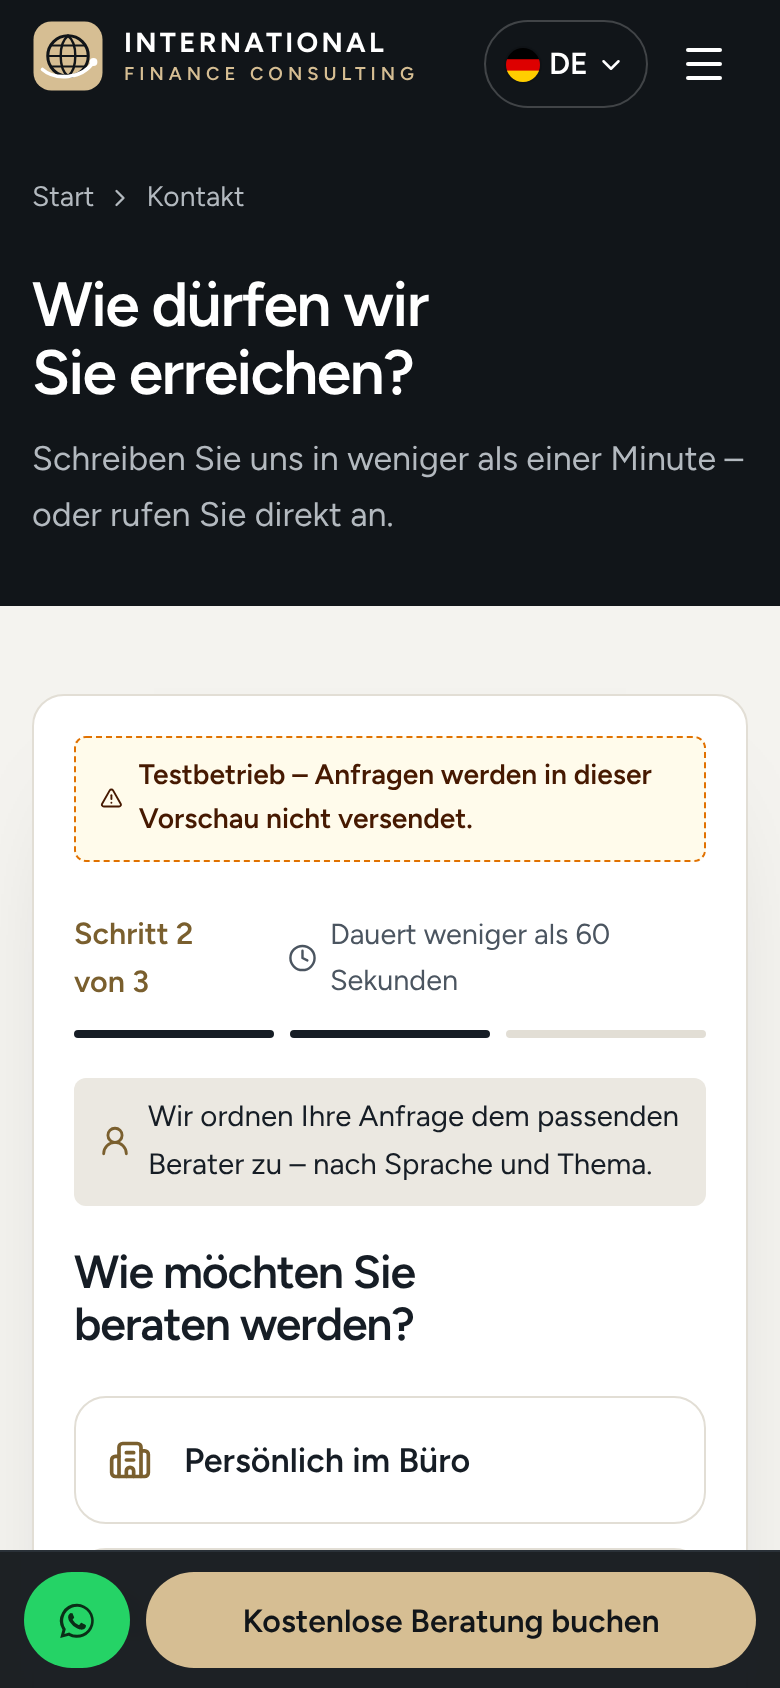 INTERNATIONAL
FINANCE CONSULTING
DE
Start
Kontakt
Wie dürfen wir
Sie erreichen?
Schreiben Sie uns in weniger als einer Minute –
oder rufen Sie direkt an.
Testbetrieb – Anfragen werden in dieser
Vorschau nicht versendet.
Schritt 2
von 3
Dauert weniger als 60
Sekunden
Wir ordnen Ihre Anfrage dem passenden
Berater zu – nach Sprache und Thema.
Wie möchten Sie
beraten werden?
Persönlich im Büro
Kostenlose Beratung buchen